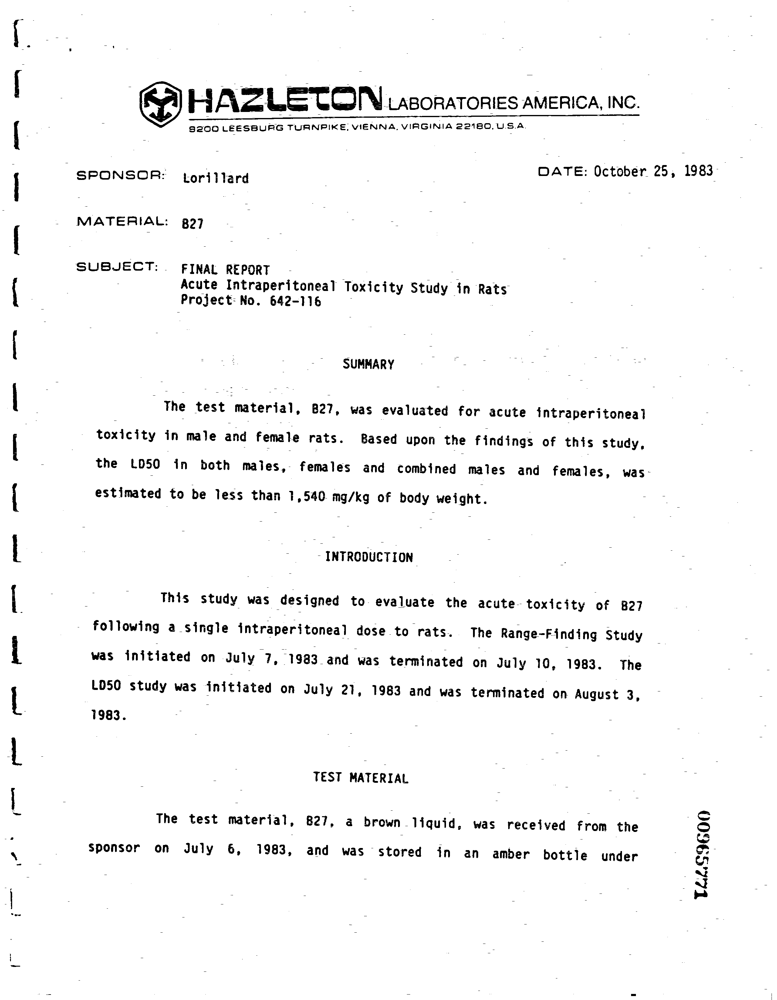 HAZLETON LABORATORIES AMERICA, INC.
9200 LEESBURG TURNPIKE, VIENNA, VIRGINIA 22180, U.S.A.
SPONSOR: Lorillard
DATE: October 25, 1983
MATERIAL: B27
SUBJECT: FINAL REPORT
Acute Intraperitoneal Toxicity Study in Rats
Project No. 642-116
SUMMARY
The test material, B27, was evaluated for acute intraperitoneal
toxicity in male and female rats. Based upon the findings of this study,
the LD50 in both males, females and combined males and females, was
estimated to be less than 1,540 mg/kg of body weight.
INTRODUCTION
This study was designed to evaluate the acute toxicity of B27
following a single intraperitoneal dose to rats. The Range-Finding Study
was initiated on July 7, 1983 and was terminated on July 10, 1983. The
LD50 study was initiated on July 21, 1983 and was terminated on August 3,
1983.
TEST MATERIAL
The test material, B27, a brown liquid, was received from the
sponsor on July 6, 1983, and was stored in an amber bottle under
00965771